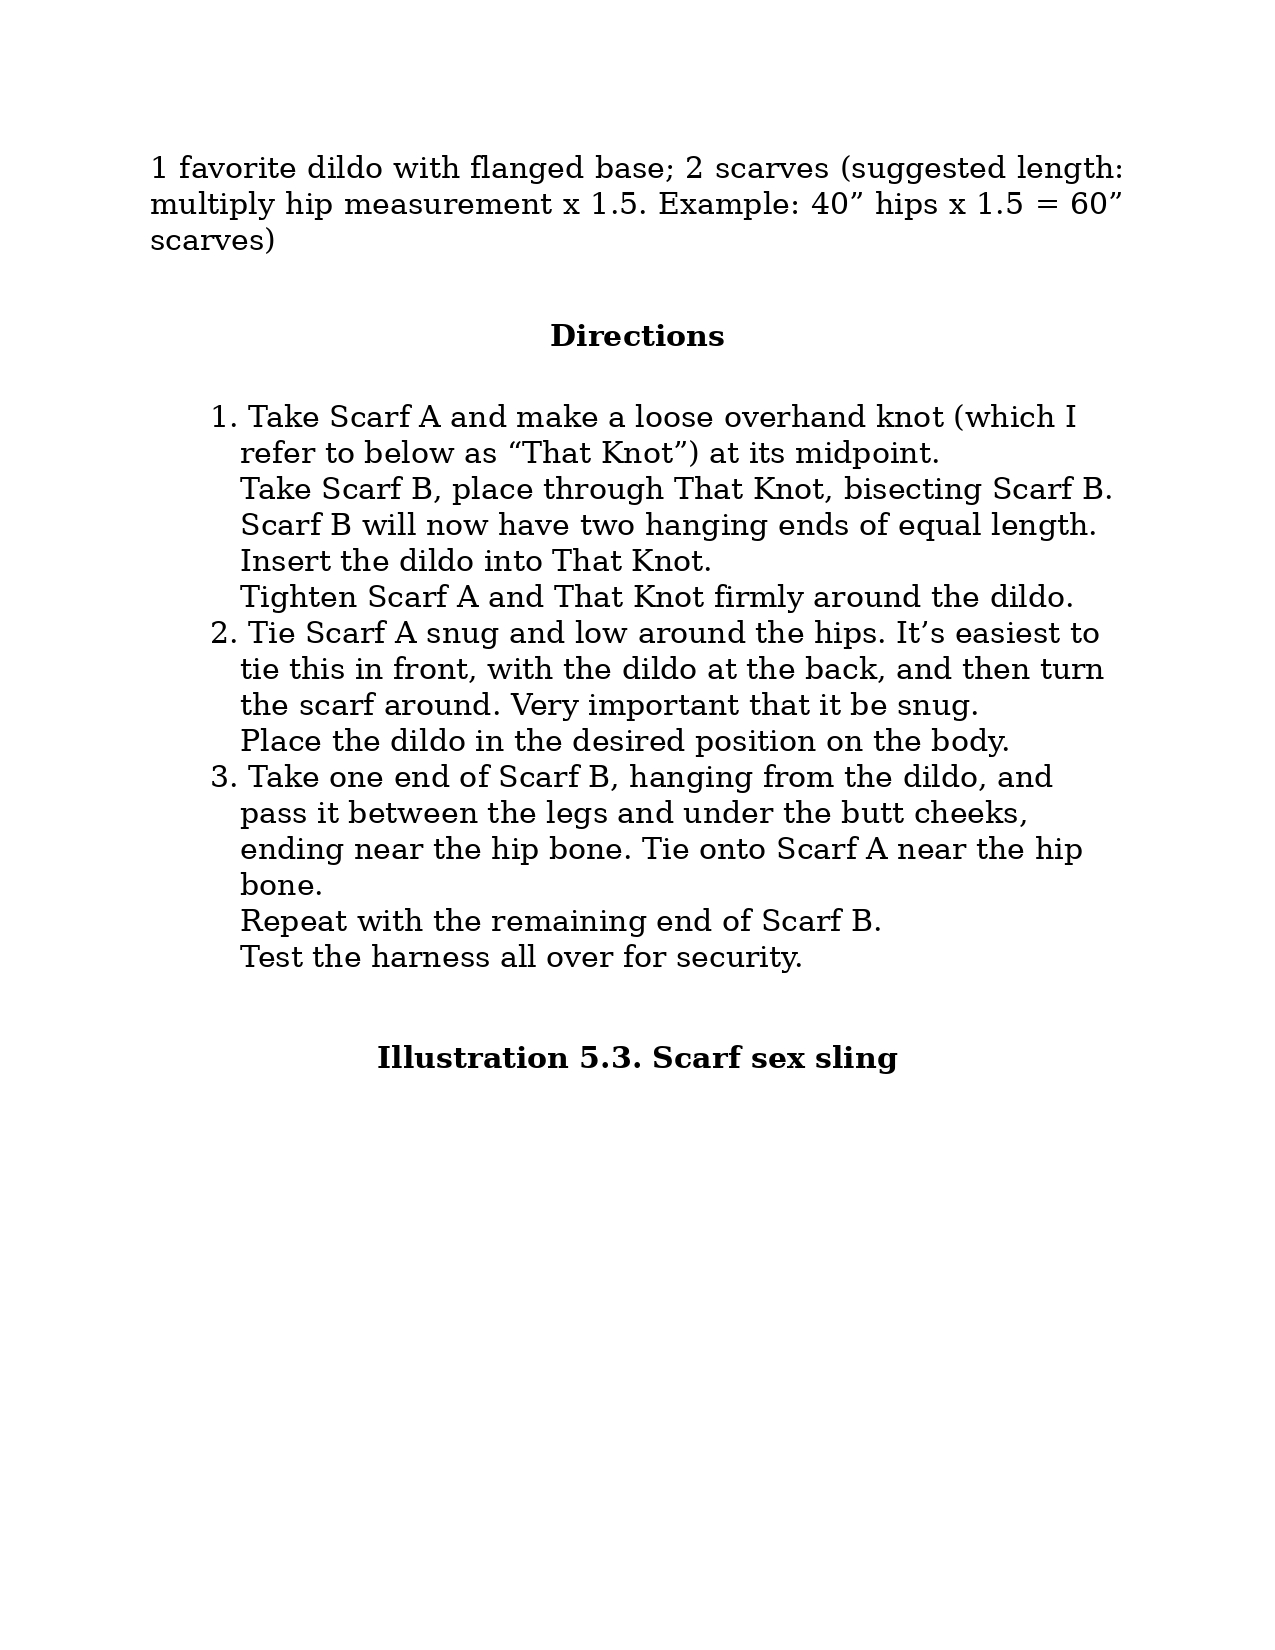 1 favorite dildo with flanged base; 2 scarves (suggested length:
multiply hip measurement x 1.5. Example: 40” hips x 1.5 = 60”
scarves)
Directions
1. Take Scarf A and make a loose overhand knot (which I
refer to below as “That Knot”) at its midpoint.
Take Scarf B, place through That Knot, bisecting Scarf B.
Scarf B will now have two hanging ends of equal length.
Insert the dildo into That Knot.
Tighten Scarf A and That Knot firmly around the dildo.
2. Tie Scarf A snug and low around the hips. It’s easiest to
tie this in front, with the dildo at the back, and then turn
the scarf around. Very important that it be snug.
Place the dildo in the desired position on the body.
3. Take one end of Scarf B, hanging from the dildo, and
pass it between the legs and under the butt cheeks,
ending near the hip bone. Tie onto Scarf A near the hip
bone.
Repeat with the remaining end of Scarf B.
Test the harness all over for security.
Illustration 5.3. Scarf sex sling